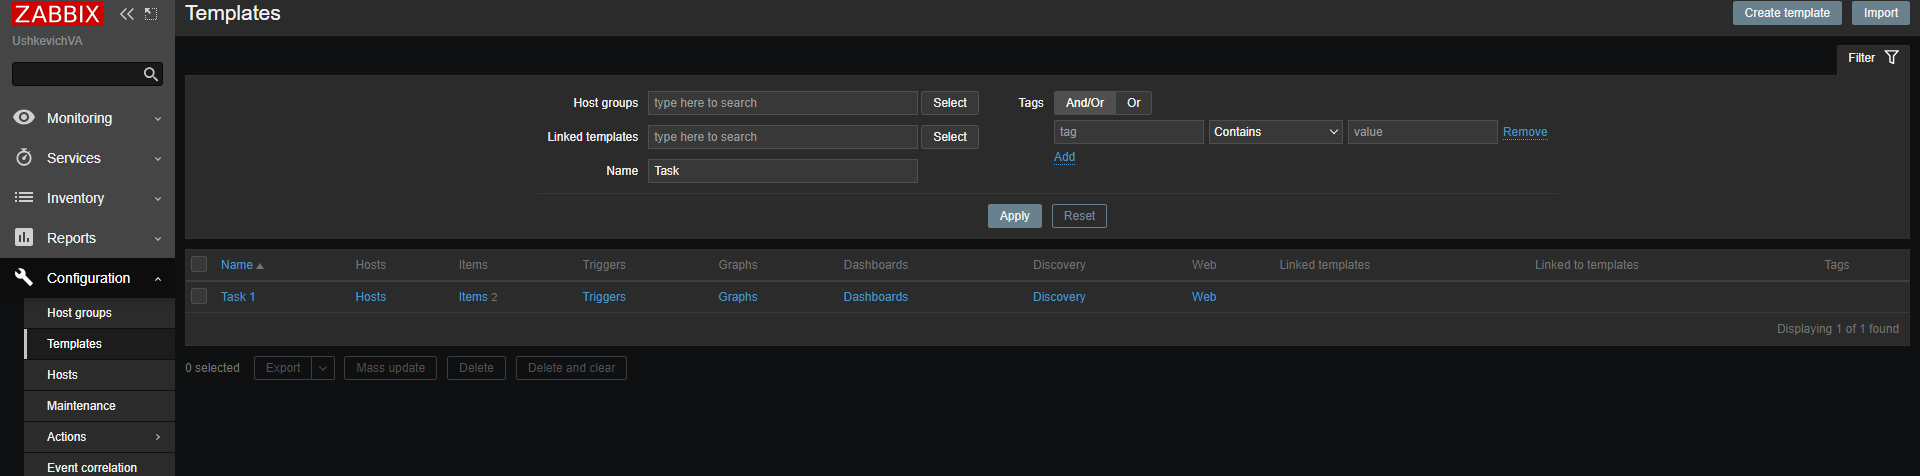 ZABBIX
UshkevichVA
Monitoring
Services
Inventory
Reports
Configuration
Host groups
Templates
Hosts
Maintenance
Actions
Event correlation
Templates
Create template Import
Filter
Host groups type here to search Select Tags And/Or Or
tag Contains value Remove
Linked templates type here to search Select
Add
Name Task
Apply Reset
Name Hosts Items Triggers Graphs Dashboards Discovery Web Linked templates Linked to templates Tags
Task 1 Hosts Items 2 Triggers Graphs Dashboards Discovery Web
Displaying 1 of 1 found
0 selected Export Mass update Delete Delete and clear